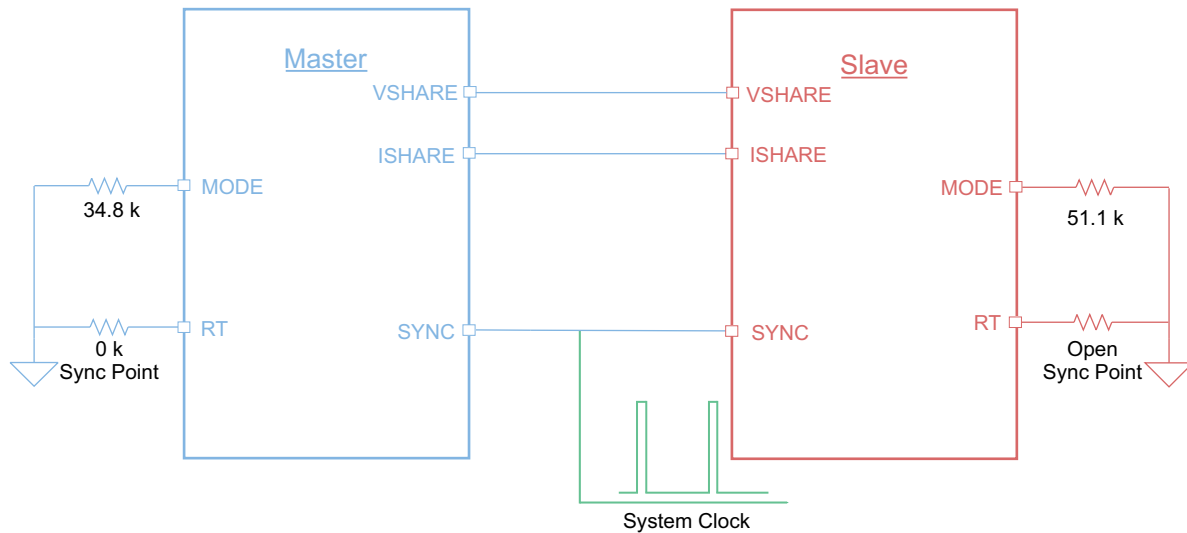 Master
VSHARE
ISHARE
MODE
34.8 k
RT
0 k
Sync Point
SYNC
Slave
VSHARE
ISHARE
MODE
51.1 k
SYNC
RT
Open
Sync Point
System Clock